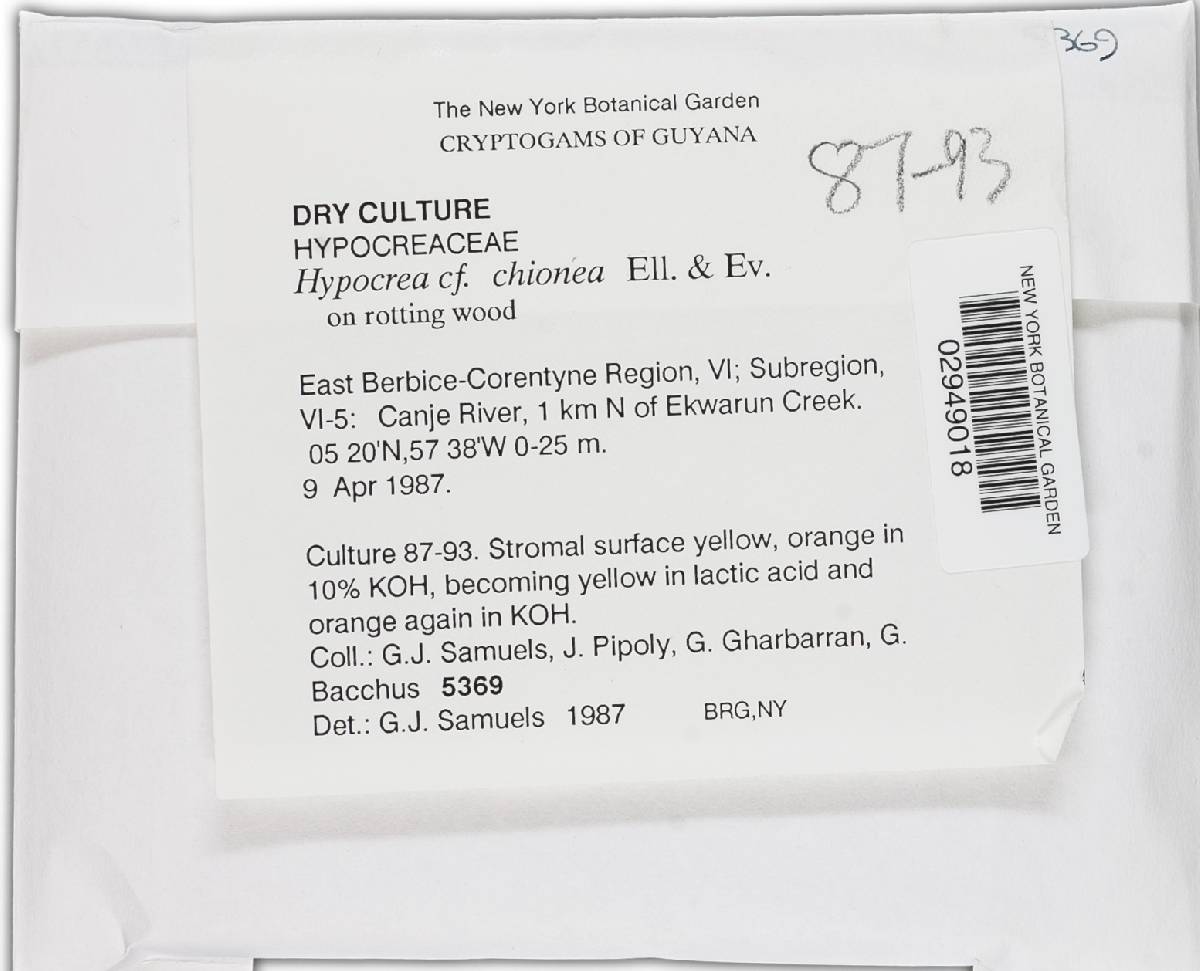 369
The New York Botanical Garden
CRYPTOGAMS OF GUYANA
87-93
DRY CULTURE
HYPOCREACEAE
Hypocrea cf. chionea Ell. & Ev.
on rotting wood
NEW YORK BOTANICAL GARDEN
02949018
East Berbice-Corentyne Region, VI; Subregion,
VI-5: Canje River, 1 km N of Ekwarun Creek.
05 20'N,57 38'W 0-25 m.
9 Apr 1987.
Culture 87-93. Stromal surface yellow, orange in
10% KOH, becoming yellow in lactic acid and
orange again in KOH.
Coll.: G.J. Samuels, J. Pipoly, G. Gharbarran, G.
Bacchus 5369
Det.: G.J. Samuels 1987 BRG,NY